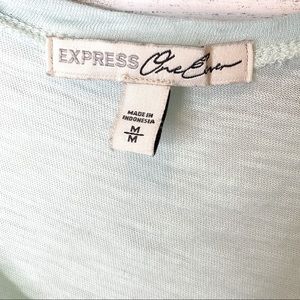 EXPRESS One Eleven
MADE IN
INDONESIA
M
M